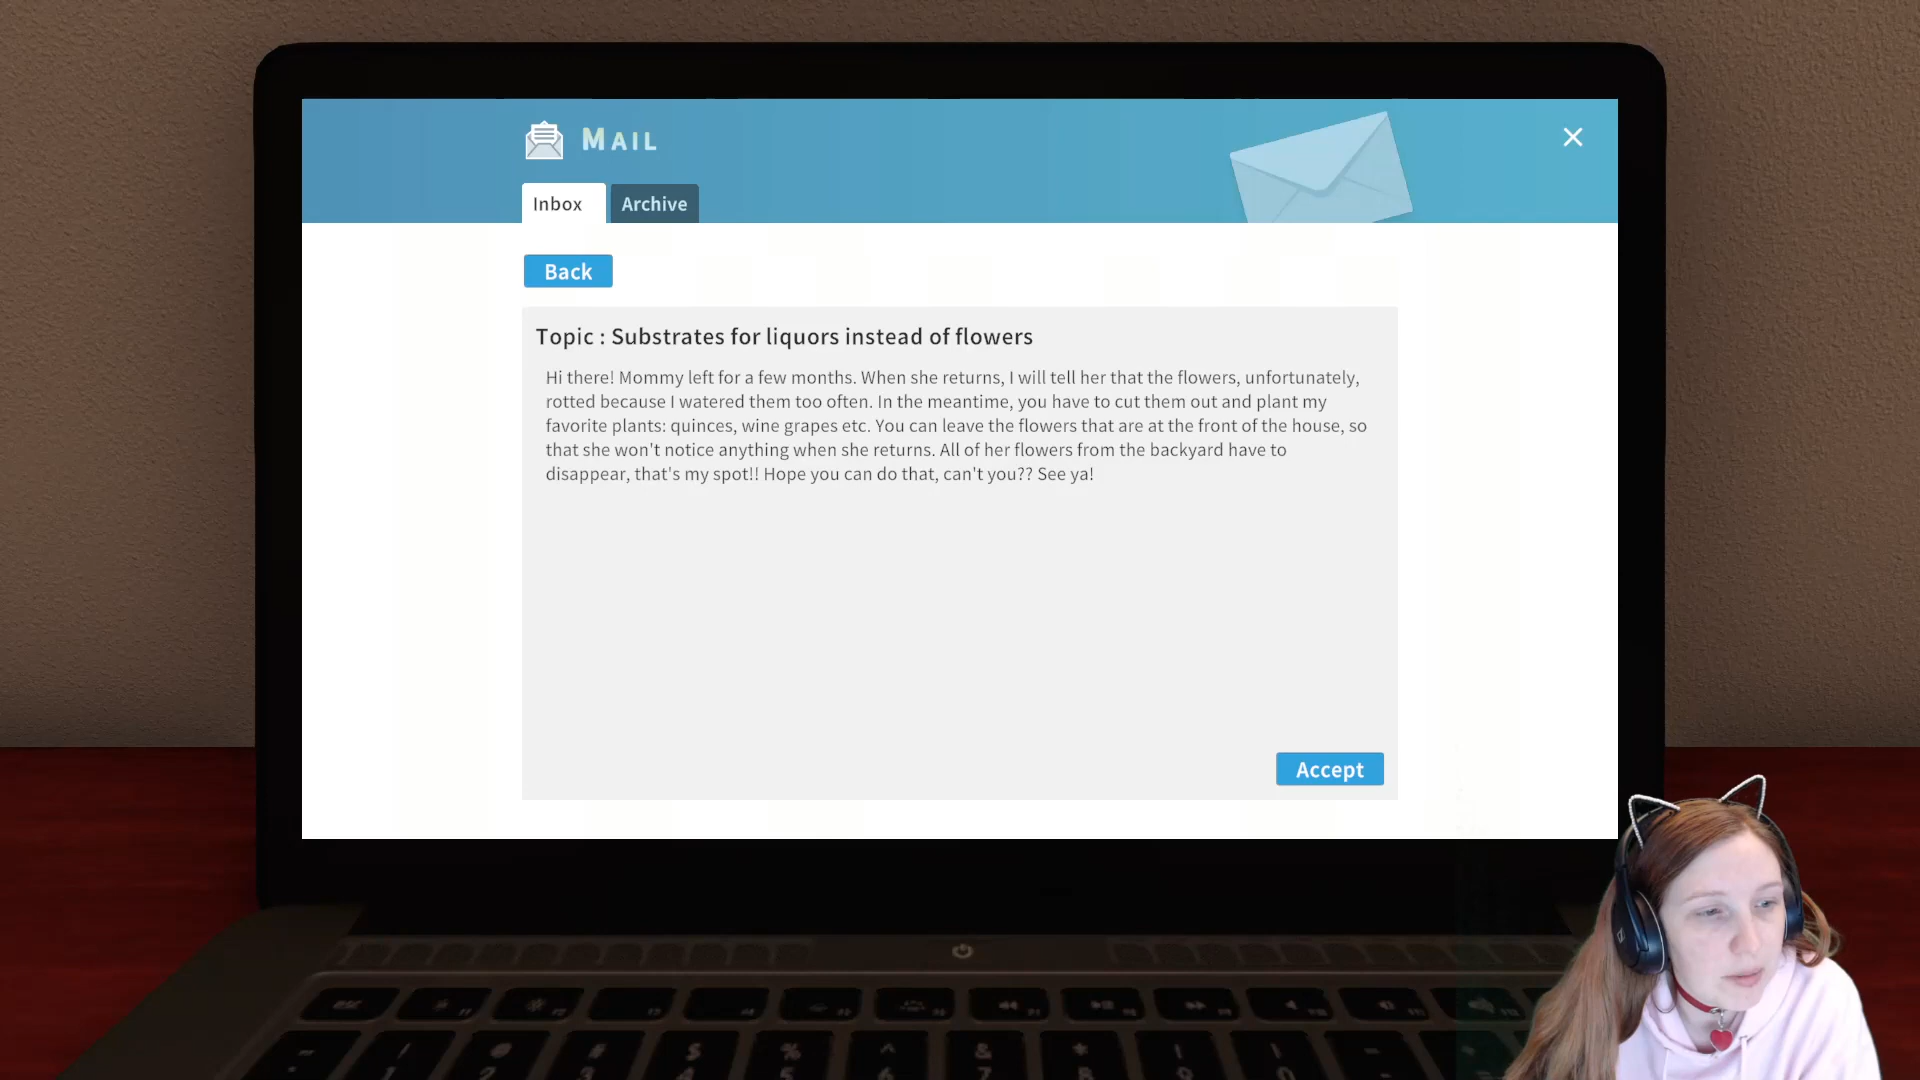 MAIL
Inbox
Archive
Back
Topic : Substrates for liquors instead of flowers
Hi there! Mommy left for a few months. When she returns, I will tell her that the flowers, unfortunately,
rotted because I watered them too often. In the meantime, you have to cut them out and plant my
favorite plants: quinces, wine grapes etc. You can leave the flowers that are at the front of the house, so
that she won't notice anything when she returns. All of her flowers from the backyard have to
disappear, that's my spot!! Hope you can do that, can't you?? See ya!
Accept
esc